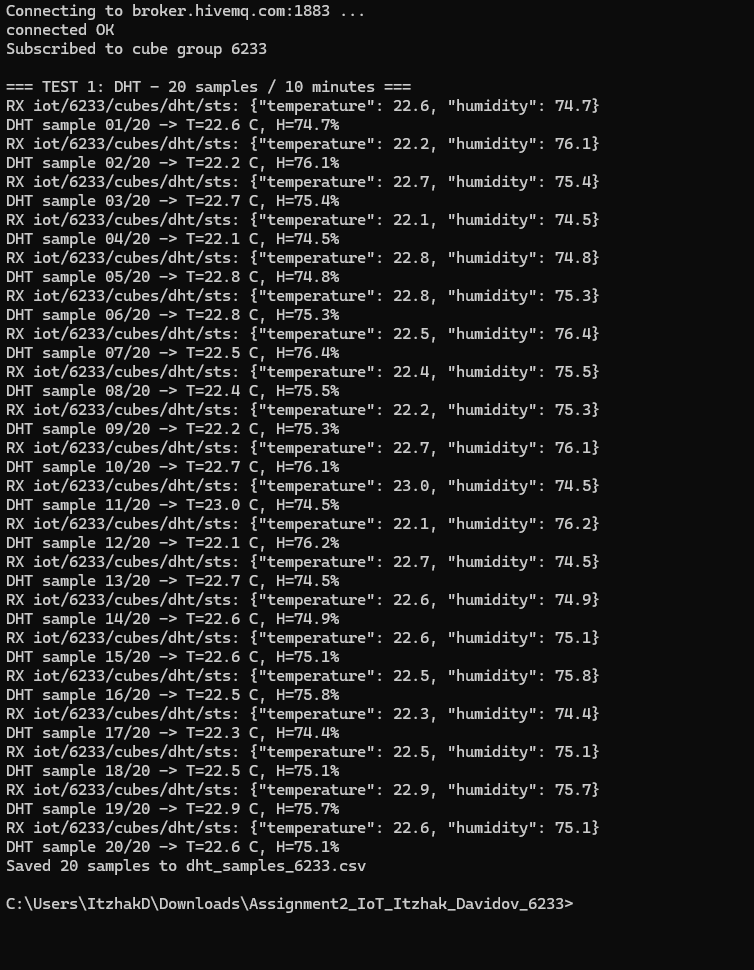 Connecting to broker.hivemq.com:1883 ...
connected OK
Subscribed to cube group 6233
=== TEST 1: DHT - 20 samples / 10 minutes ===
RX iot/6233/cubes/dht/sts: {"temperature": 22.6, "humidity": 74.7}
DHT sample 01/20 -> T=22.6 C, H=74.7%
RX iot/6233/cubes/dht/sts: {"temperature": 22.2, "humidity": 76.1}
DHT sample 02/20 -> T=22.2 C, H=76.1%
RX iot/6233/cubes/dht/sts: {"temperature": 22.7, "humidity": 75.4}
DHT sample 03/20 -> T=22.7 C, H=75.4%
RX iot/6233/cubes/dht/sts: {"temperature": 22.1, "humidity": 74.5}
DHT sample 04/20 -> T=22.1 C, H=74.5%
RX iot/6233/cubes/dht/sts: {"temperature": 22.8, "humidity": 74.8}
DHT sample 05/20 -> T=22.8 C, H=74.8%
RX iot/6233/cubes/dht/sts: {"temperature": 22.8, "humidity": 75.3}
DHT sample 06/20 -> T=22.8 C, H=75.3%
RX iot/6233/cubes/dht/sts: {"temperature": 22.5, "humidity": 76.4}
DHT sample 07/20 -> T=22.5 C, H=76.4%
RX iot/6233/cubes/dht/sts: {"temperature": 22.4, "humidity": 75.5}
DHT sample 08/20 -> T=22.4 C, H=75.5%
RX iot/6233/cubes/dht/sts: {"temperature": 22.2, "humidity": 75.3}
DHT sample 09/20 -> T=22.2 C, H=75.3%
RX iot/6233/cubes/dht/sts: {"temperature": 22.7, "humidity": 76.1}
DHT sample 10/20 -> T=22.7 C, H=76.1%
RX iot/6233/cubes/dht/sts: {"temperature": 23.0, "humidity": 74.5}
DHT sample 11/20 -> T=23.0 C, H=74.5%
RX iot/6233/cubes/dht/sts: {"temperature": 22.1, "humidity": 76.2}
DHT sample 12/20 -> T=22.1 C, H=76.2%
RX iot/6233/cubes/dht/sts: {"temperature": 22.7, "humidity": 74.5}
DHT sample 13/20 -> T=22.7 C, H=74.5%
RX iot/6233/cubes/dht/sts: {"temperature": 22.6, "humidity": 74.9}
DHT sample 14/20 -> T=22.6 C, H=74.9%
RX iot/6233/cubes/dht/sts: {"temperature": 22.6, "humidity": 75.1}
DHT sample 15/20 -> T=22.6 C, H=75.1%
RX iot/6233/cubes/dht/sts: {"temperature": 22.5, "humidity": 75.8}
DHT sample 16/20 -> T=22.5 C, H=75.8%
RX iot/6233/cubes/dht/sts: {"temperature": 22.3, "humidity": 74.4}
DHT sample 17/20 -> T=22.3 C, H=74.4%
RX iot/6233/cubes/dht/sts: {"temperature": 22.5, "humidity": 75.1}
DHT sample 18/20 -> T=22.5 C, H=75.1%
RX iot/6233/cubes/dht/sts: {"temperature": 22.9, "humidity": 75.7}
DHT sample 19/20 -> T=22.9 C, H=75.7%
RX iot/6233/cubes/dht/sts: {"temperature": 22.6, "humidity": 75.1}
DHT sample 20/20 -> T=22.6 C, H=75.1%
Saved 20 samples to dht_samples_6233.csv
C:\Users\ItzhakD\Downloads\Assignment2_IoT_Itzhak_Davidov_6233>